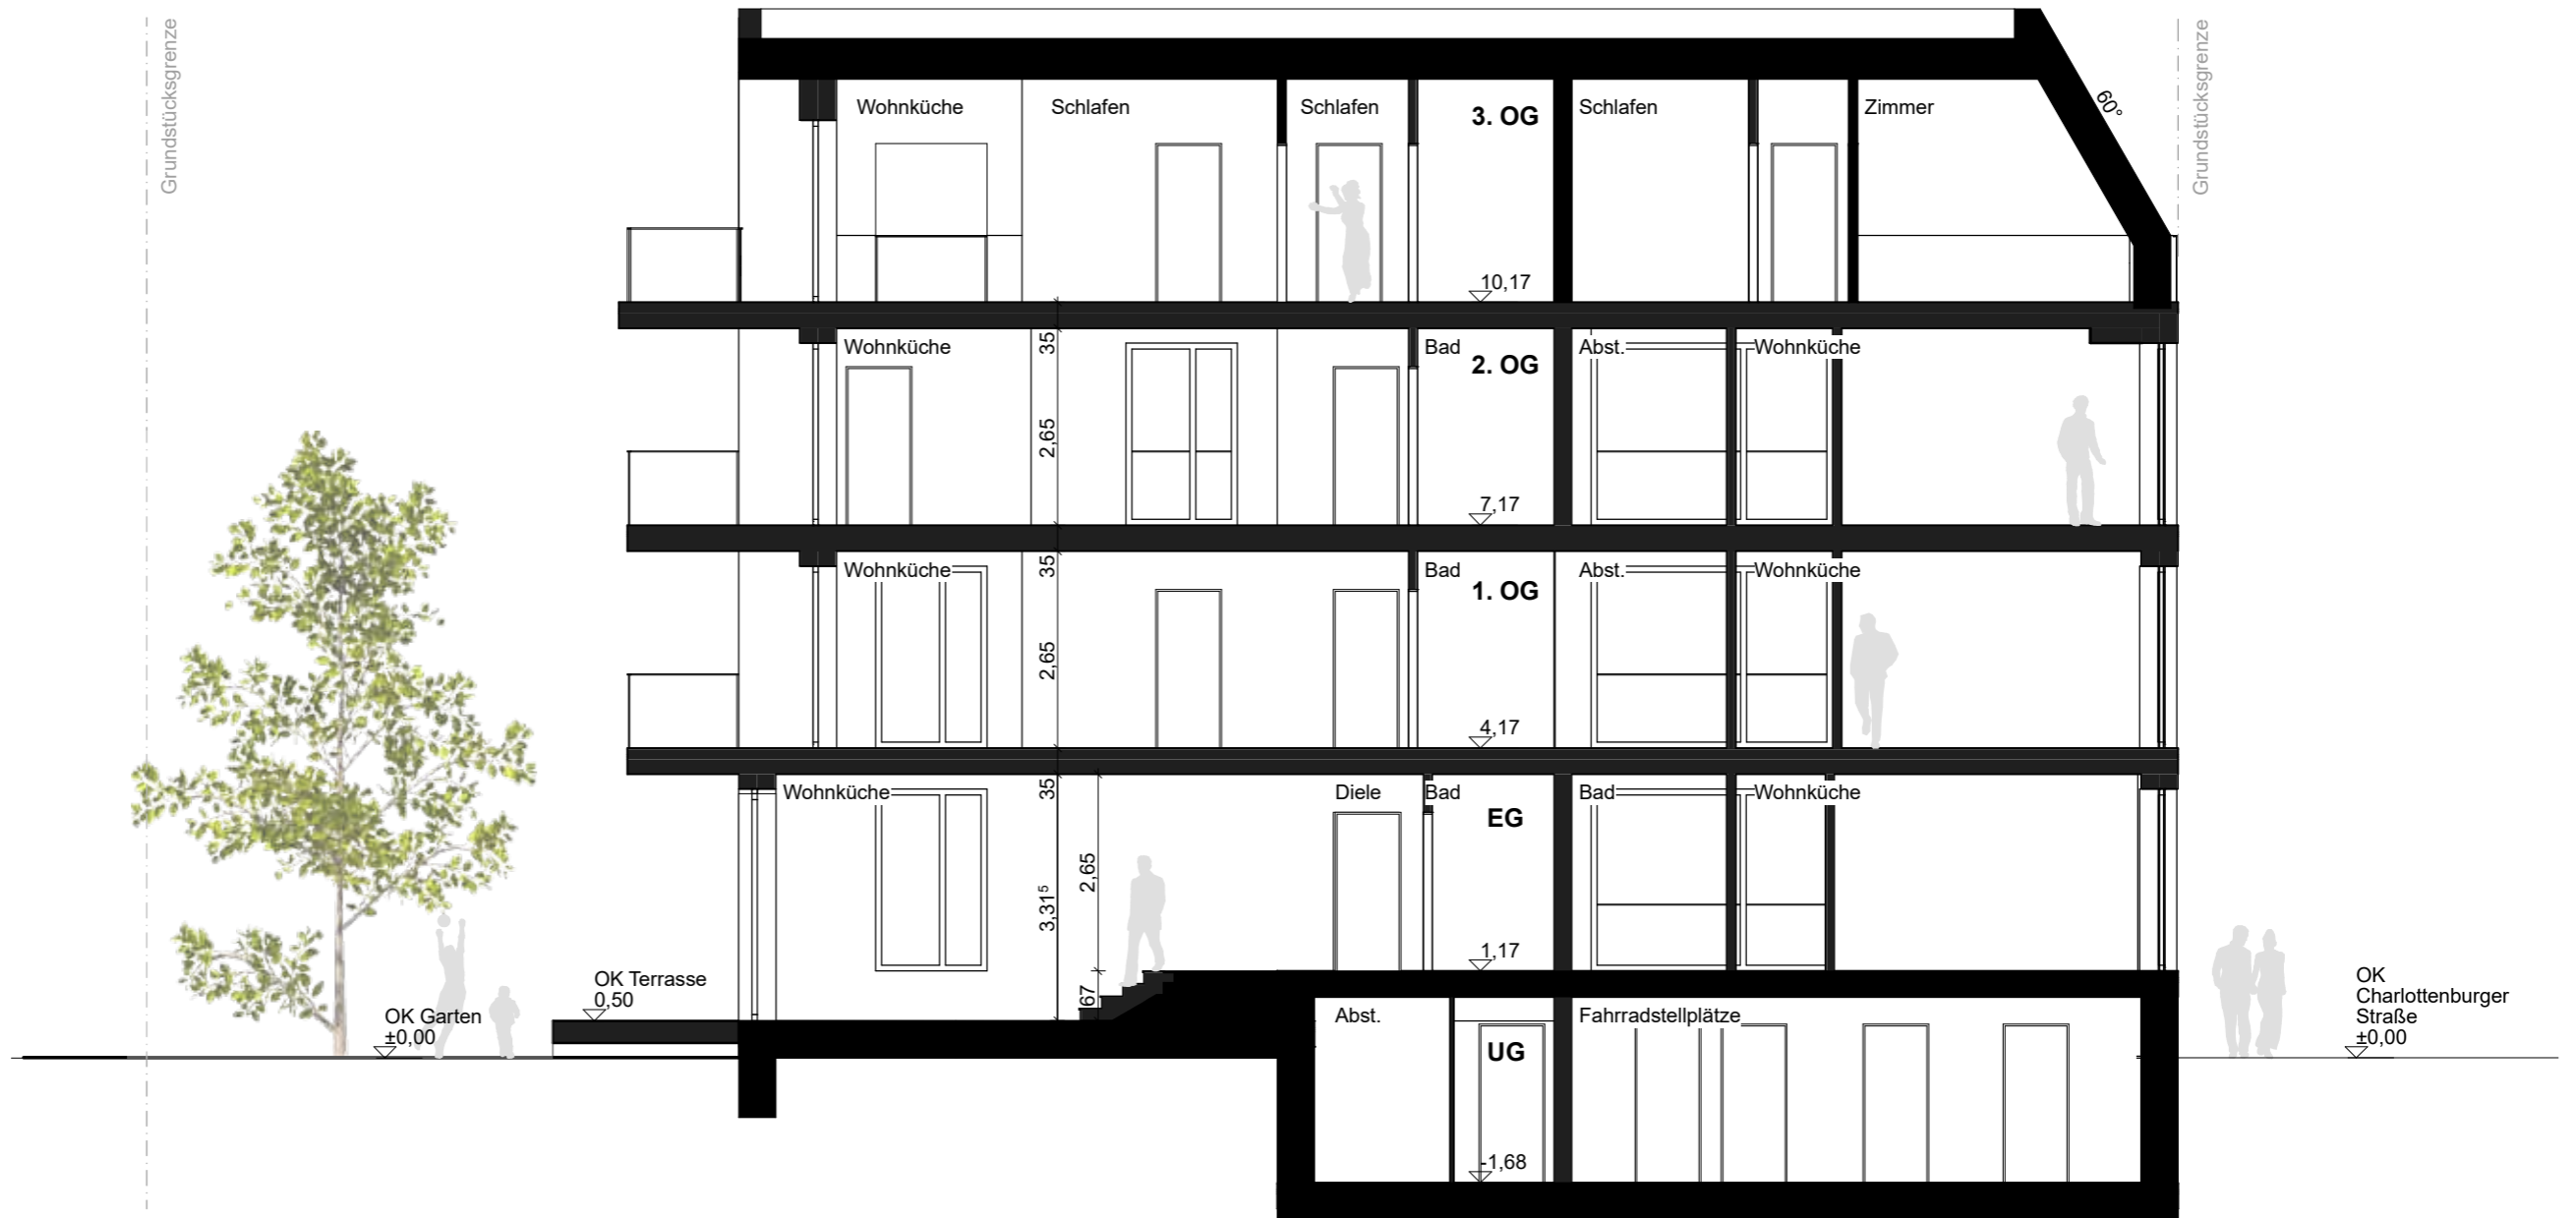 Grundstücksgrenze
Grundstücksgrenze
Wohnküche
Schlafen
Schlafen
3. OG
Schlafen
Zimmer
60°
10,17
35
Wohnküche
Bad
2. OG
Abst.
Wohnküche
2,65
7,17
35
Wohnküche
Bad
1. OG
Abst.
Wohnküche
2,65
4,17
35
Wohnküche
Diele
Bad
EG
Bad
Wohnküche
2,65
3,31⁵
1,17
67
OK Terrasse
0,50
OK Garten
±0,00
Abst.
UG
Fahrradstellplätze
-1,68
OK
Charlottenburger
Straße
±0,00